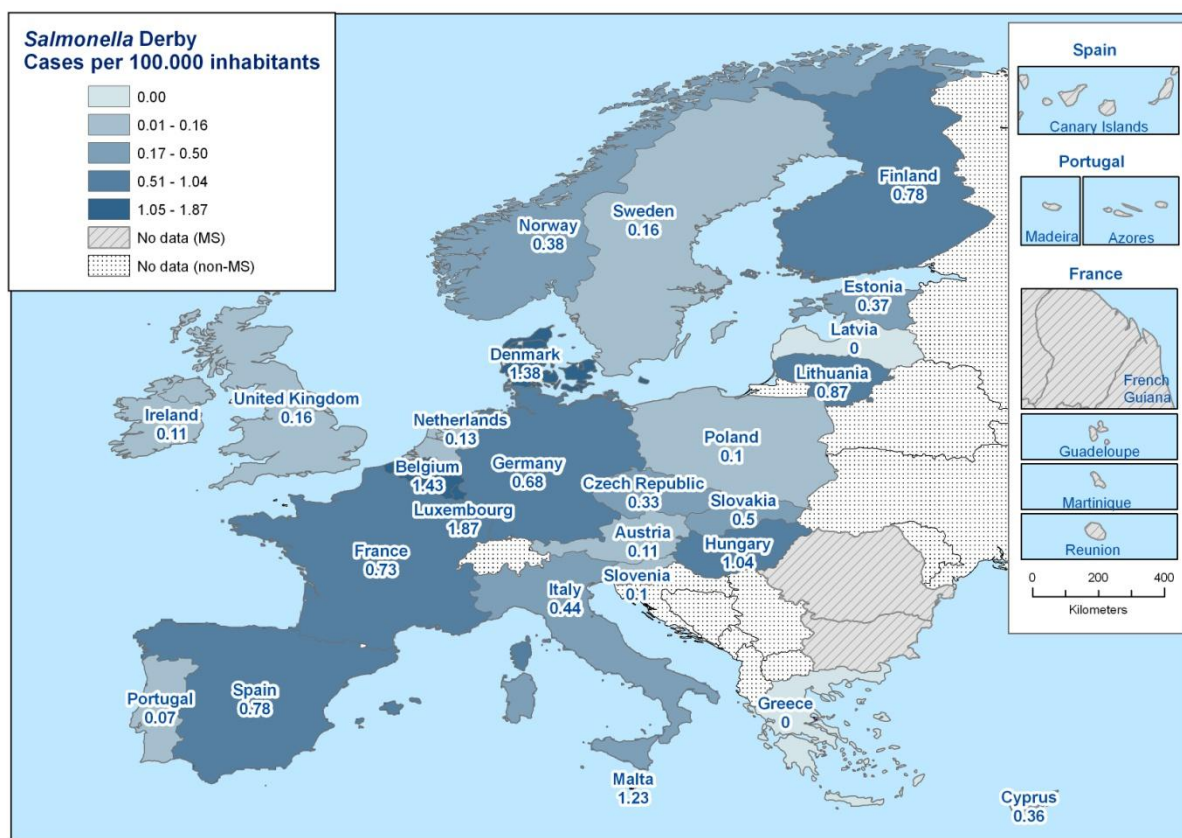 Salmonella Derby
Cases per 100.000 inhabitants
0.00
0.01 - 0.16
0.17 - 0.50
0.51 - 1.04
1.05 - 1.87
No data (MS)
No data (non-MS)
Finland
0.78
Sweden
0.16
Norway
0.38
Estonia
0.37
Latvia
0
Denmark
1.38
Lithuania
0.87
United Kingdom
0.16
Ireland
0.11
Netherlands
0.13
Poland
0.1
Belgium
1.43
Germany
0.68
Czech Republic
0.33
Slovakia
0.5
Luxembourg
1.87
Austria
0.11
Hungary
1.04
France
0.73
Slovenia
0.1
Italy
0.44
Portugal
0.07
Spain
0.78
Greece
0
Malta
1.23
Cyprus
0.36
Spain
Canary Islands
Portugal
Madeira
Azores
France
French
Guiana
Guadeloupe
Martinique
Reunion
0 200 400
Kilometers